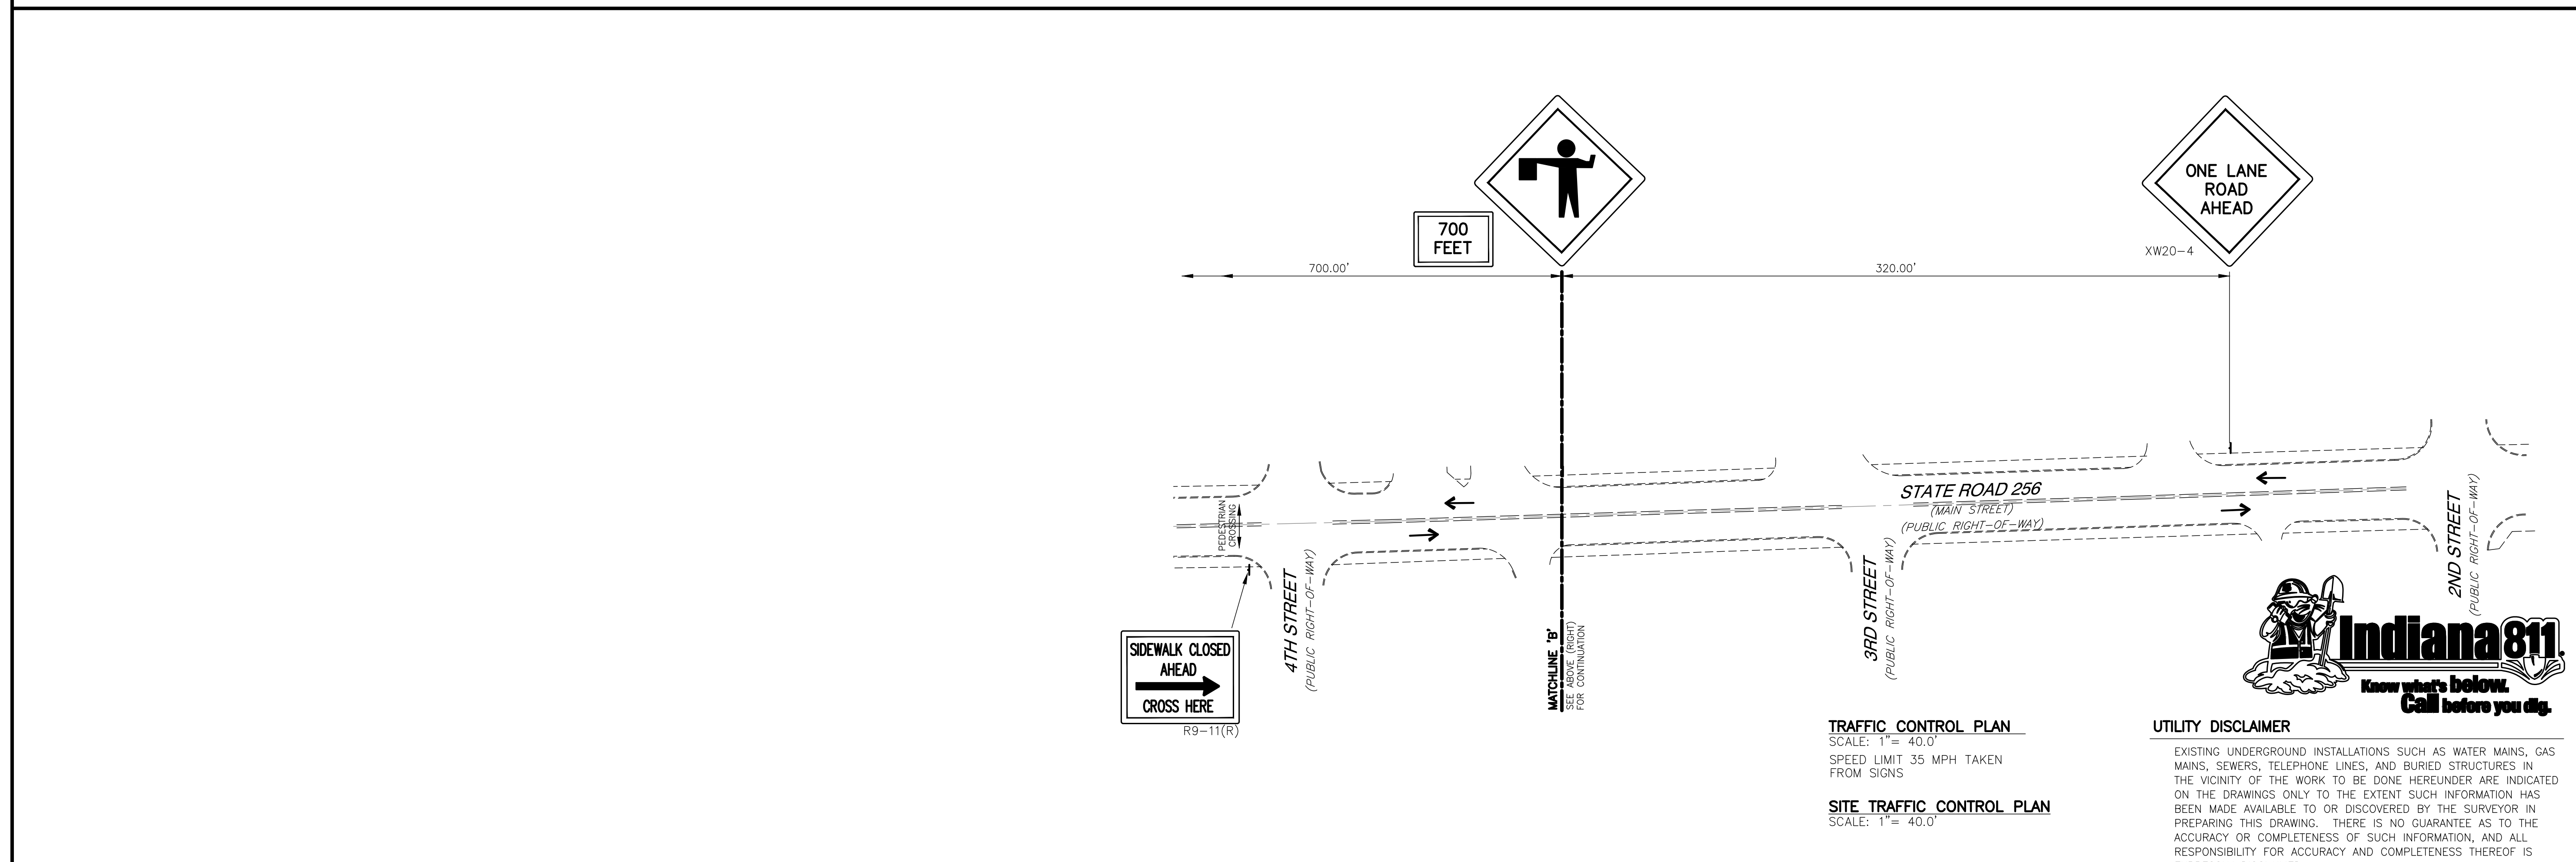 700
FEET
ONE LANE
ROAD
AHEAD
XW20-4
700.00'
320.00'
PEDESTRIAN
CROSSING
STATE ROAD 256
(MAIN STREET)
(PUBLIC RIGHT-OF-WAY)
4TH STREET
(PUBLIC RIGHT-OF-WAY)
MATCHLINE 'B'
SEE ABOVE (RIGHT)
FOR CONTINUATION
3RD STREET
(PUBLIC RIGHT-OF-WAY)
2ND STREET
(PUBLIC RIGHT-OF-WAY)
SIDEWALK CLOSED
AHEAD
CROSS HERE
R9-11(R)
Indiana 811.
Know what's below.
Call before you dig.
TRAFFIC CONTROL PLAN
SCALE: 1"= 40.0'
SPEED LIMIT 35 MPH TAKEN
FROM SIGNS
SITE TRAFFIC CONTROL PLAN
SCALE: 1"= 40.0'
UTILITY DISCLAIMER
EXISTING UNDERGROUND INSTALLATIONS SUCH AS WATER MAINS, GAS
MAINS, SEWERS, TELEPHONE LINES, AND BURIED STRUCTURES IN
THE VICINITY OF THE WORK TO BE DONE HEREUNDER ARE INDICATED
ON THE DRAWINGS ONLY TO THE EXTENT SUCH INFORMATION HAS
BEEN MADE AVAILABLE TO OR DISCOVERED BY THE SURVEYOR IN
PREPARING THIS DRAWING. THERE IS NO GUARANTEE AS TO THE
ACCURACY OR COMPLETENESS OF SUCH INFORMATION, AND ALL
RESPONSIBILITY FOR ACCURACY AND COMPLETENESS THEREOF IS